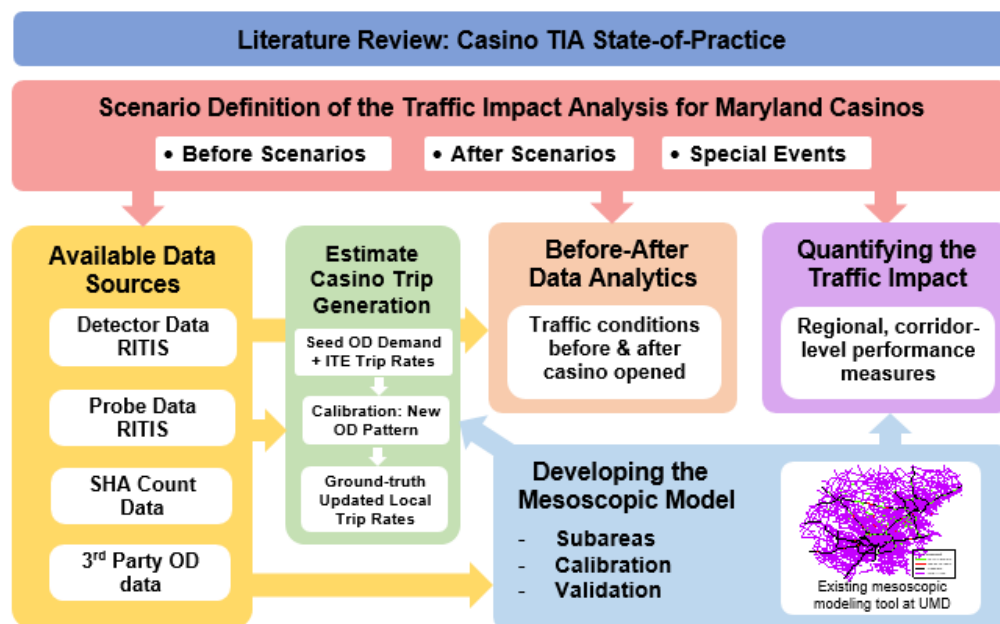 Literature Review: Casino TIA State-of-Practice
Scenario Definition of the Traffic Impact Analysis for Maryland Casinos
• Before Scenarios
• After Scenarios
• Special Events
Available Data
Sources
Detector Data
RITIS
Probe Data
RITIS
SHA Count
Data
3rd Party OD
data
Estimate
Casino Trip
Generation
Seed OD Demand
+ ITE Trip Rates
Calibration: New
OD Pattern
Ground-truth
Updated Local
Trip Rates
Before-After
Data Analytics
Traffic conditions
before & after
casino opened
Quantifying the
Traffic Impact
Regional, corridor-
level performance
measures
Developing the
Mesoscopic Model
- Subareas
- Calibration
- Validation
Existing mesoscopic
modeling tool at UMD